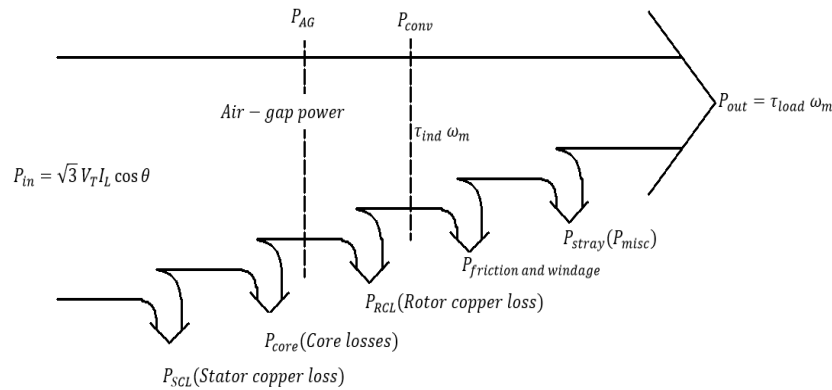 P_AG
P_conv
P_out = τ_load ω_m
Air − gap power
τ_ind ω_m
P_in = √3 V_T I_L cos θ
P_stray(P_misc)
P_friction and windage
P_RCL(Rotor copper loss)
P_core(Core losses)
P_SCL(Stator copper loss)